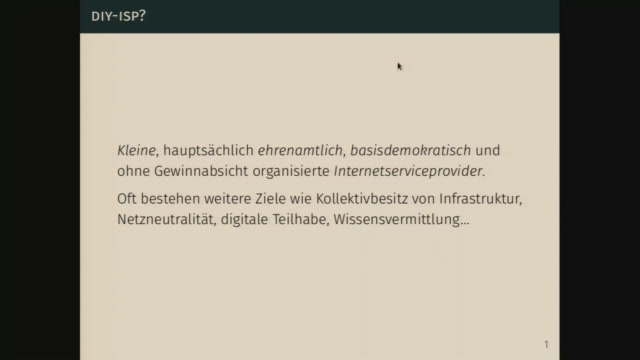 DIY-ISP?
Kleine, hauptsächlich ehrenamtlich, basisdemokratisch und
ohne Gewinnabsicht organisierte Internetserviceprovider.
Oft bestehen weitere Ziele wie Kollektivbesitz von Infrastruktur,
Netzneutralität, digitale Teilhabe, Wissensvermittlung...
1